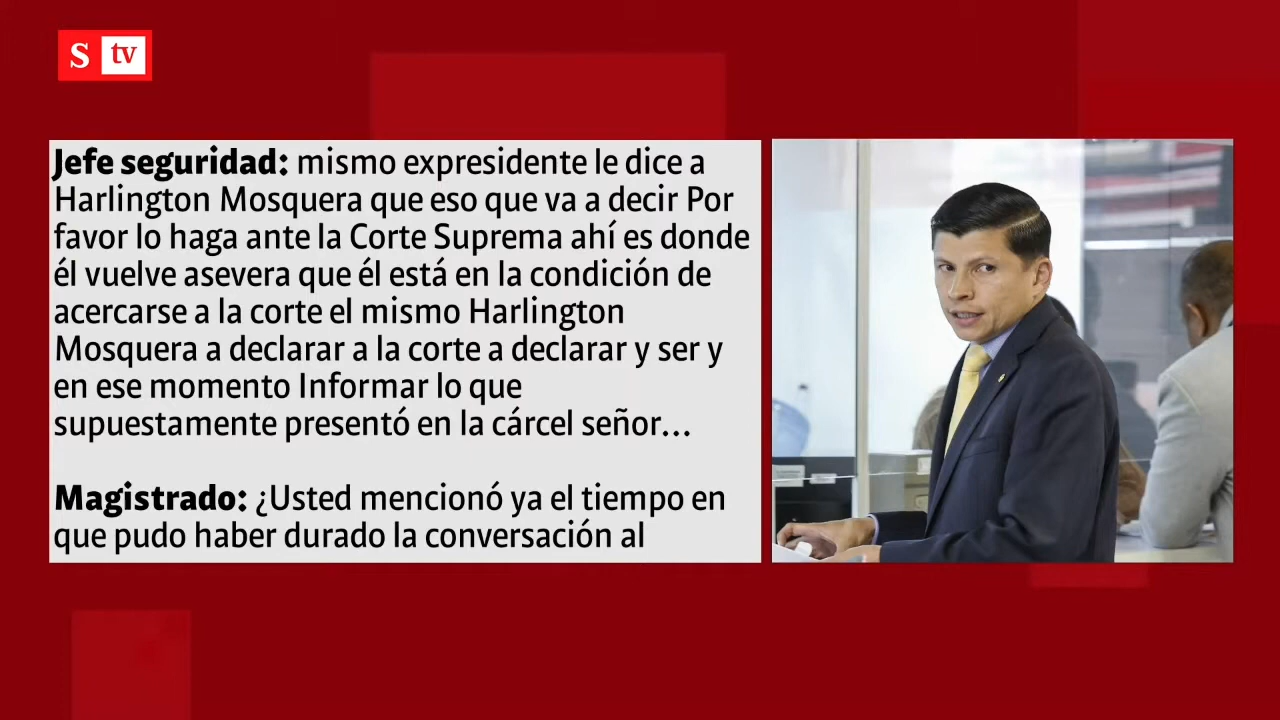 S tv
Jefe seguridad: mismo expresidente le dice a
Harlington Mosquera que eso que va a decir Por
favor lo haga ante la Corte Suprema ahí es donde
él vuelve asevera que él está en la condición de
acercarse a la corte el mismo Harlington
Mosquera a declarar a la corte a declarar y ser y
en ese momento Informar lo que
supuestamente presentó en la cárcel señor...
Magistrado: ¿Usted mencionó ya el tiempo en
que pudo haber durado la conversación al